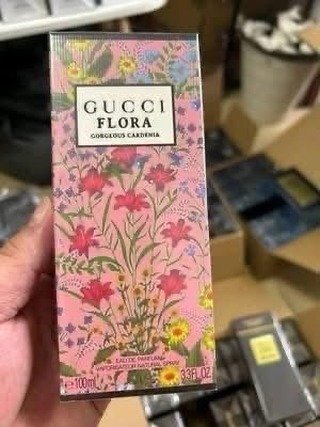 GUCCI
FLORA
GORGEOUS GARDENIA
EAU DE PARFUM
VAPORISATEUR NATURAL SPRAY
e 100ml 3.3 FL.OZ